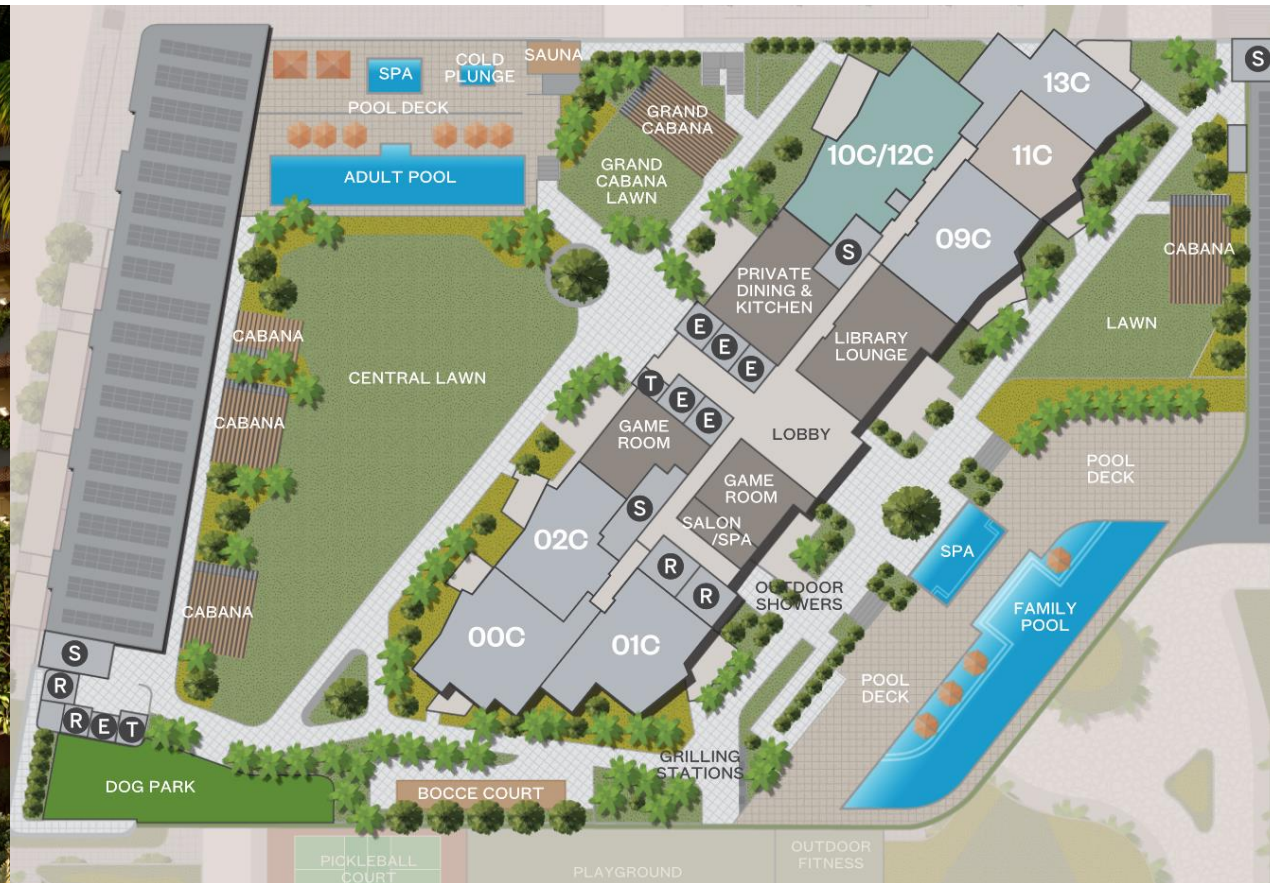 SPA
COLD
PLUNGE
SAUNA
POOL DECK
ADULT POOL
GRAND
CABANA
GRAND
CABANA
LAWN
13C
10C/12C
11C
09C
S
S
PRIVATE
DINING &
KITCHEN
CABANA
LAWN
LIBRARY
LOUNGE
E
E
E
CABANA
CENTRAL LAWN
CABANA
T
E
E
GAME
ROOM
LOBBY
GAME
ROOM
POOL
DECK
S
SALON
/SPA
02C
SPA
R
R
OUTDOOR
SHOWERS
FAMILY
POOL
CABANA
00C
01C
S
R
R
E
T
POOL
DECK
GRILLING
STATIONS
DOG PARK
BOCCE COURT
PICKLEBALL
COURT
PLAYGROUND
OUTDOOR
FITNESS